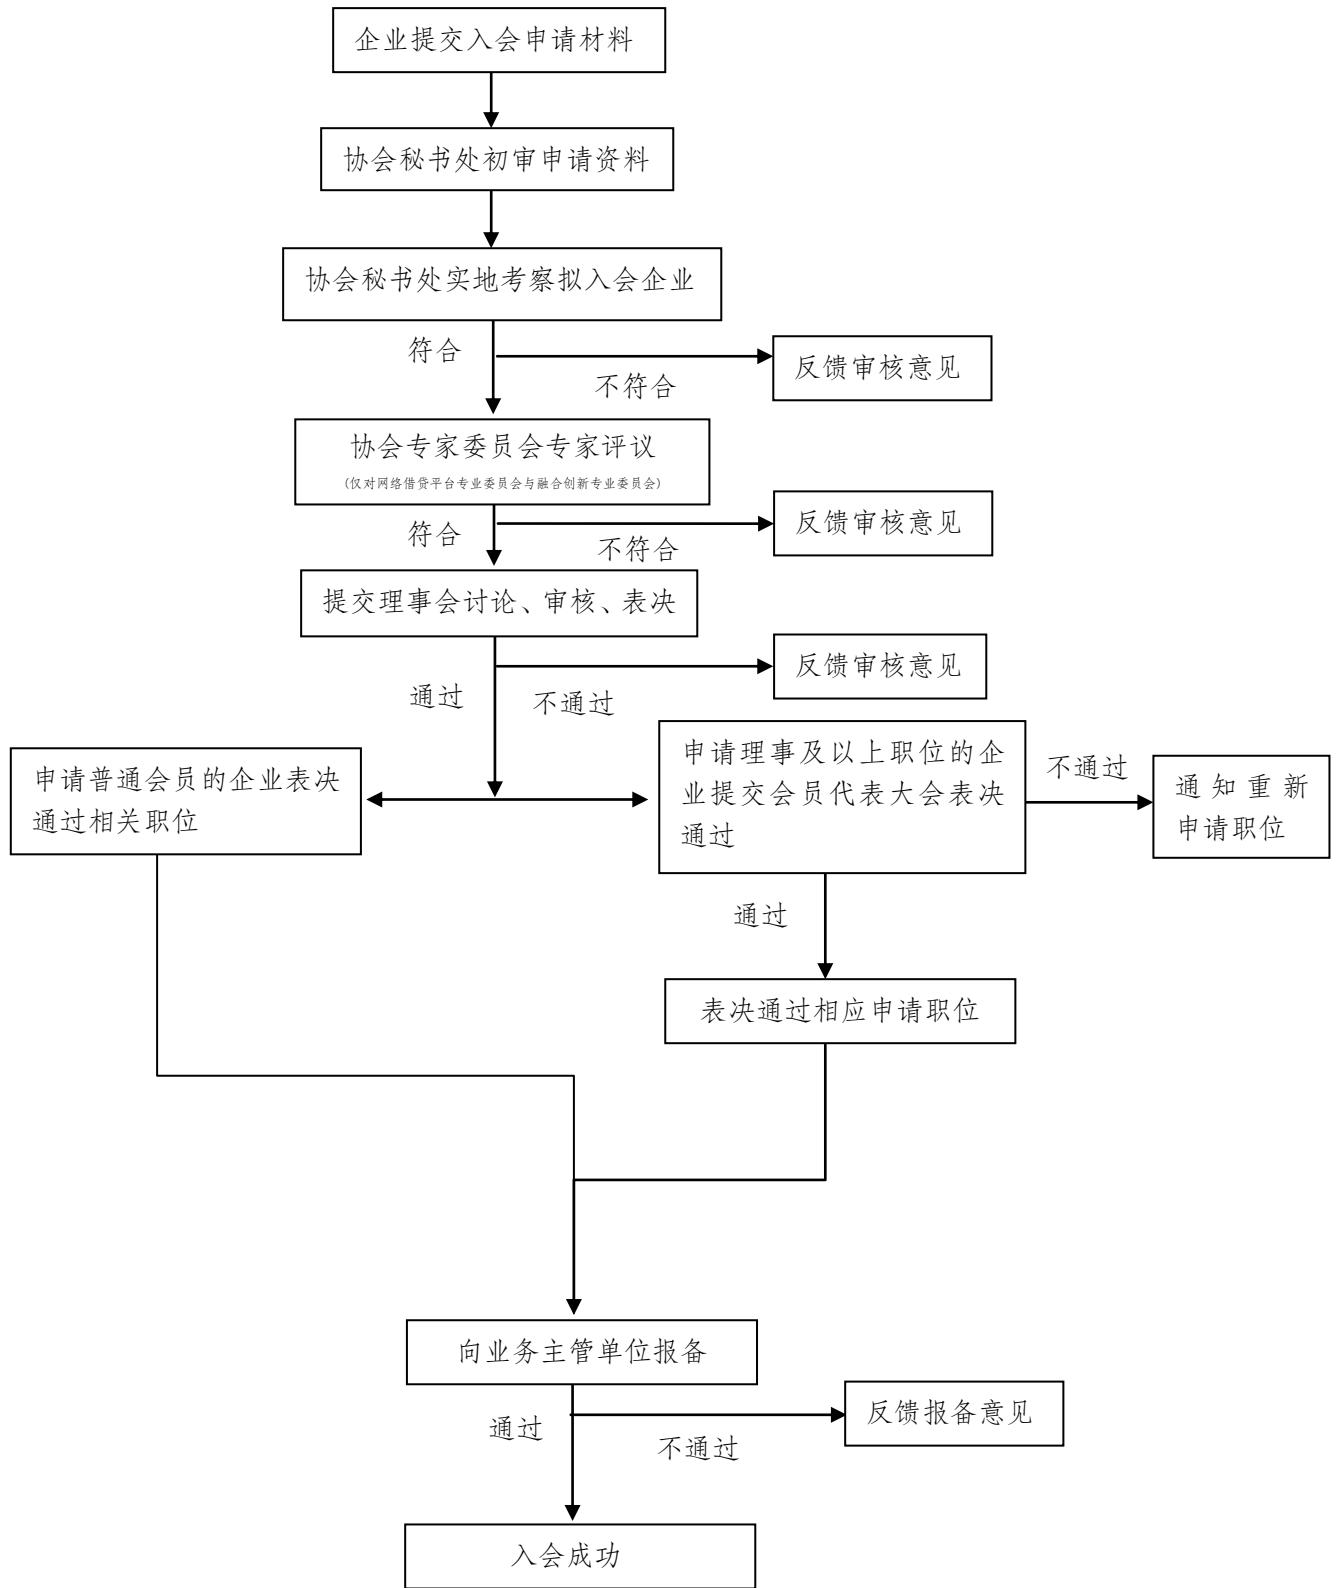 企业提交入会申请材料
协会秘书处初审申请资料
协会秘书处实地考察拟入会企业
符合
不符合
反馈审核意见
协会专家委员会专家评议
(仅对网络借贷平台专业委员会与融合创新专业委员会)
符合
不符合
反馈审核意见
提交理事会讨论、审核、表决
通过
不通过
反馈审核意见
申请普通会员的企业表决
通过相关职位
申请理事及以上职位的企
业提交会员代表大会表决
通过
不通过
通知重新
申请职位
通过
表决通过相应申请职位
向业务主管单位报备
通过
不通过
反馈报备意见
入会成功